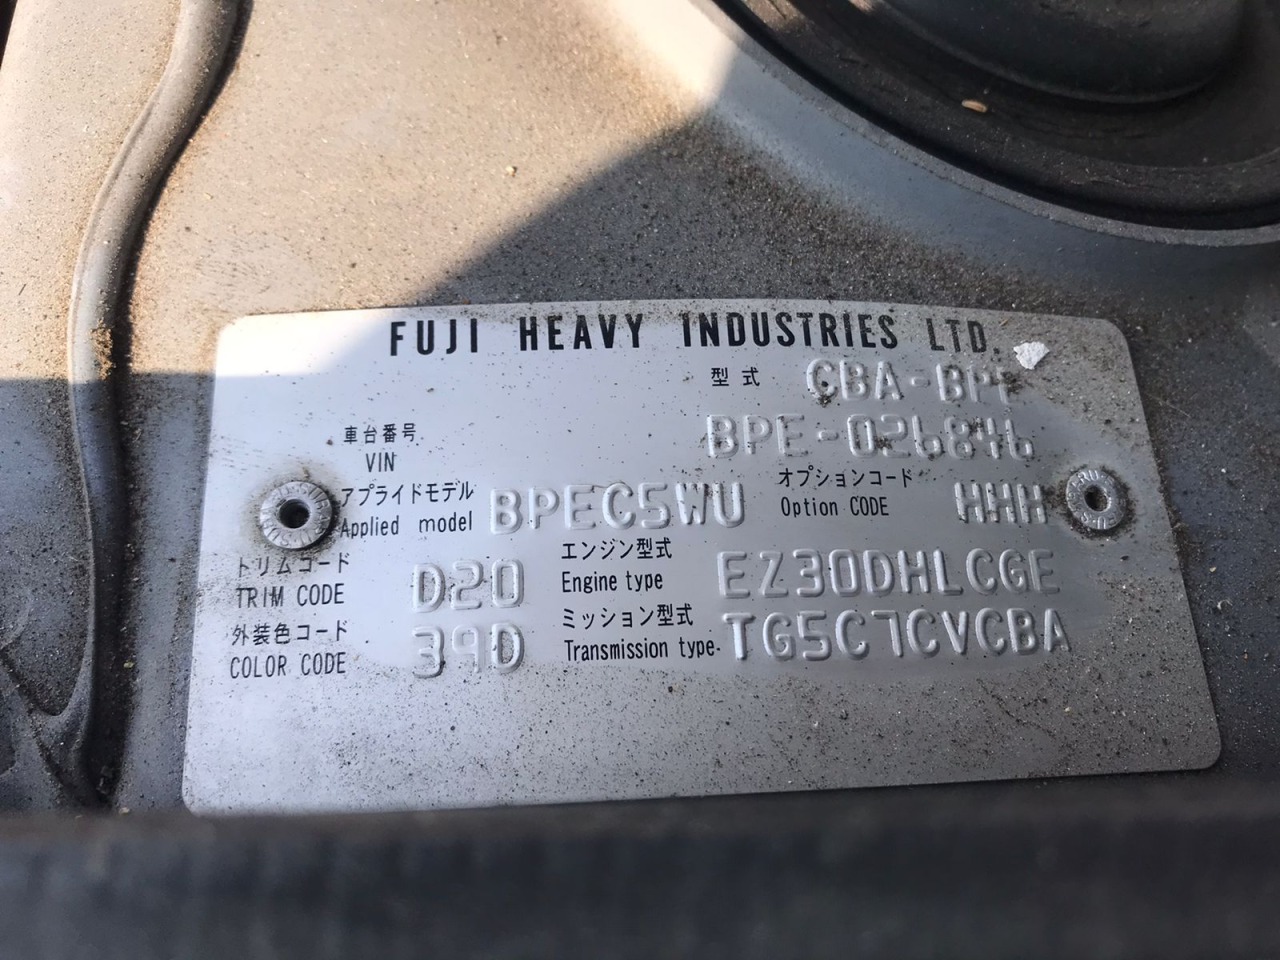 FUJI HEAVY INDUSTRIES LTD.
型式 CBA-BPE
車台番号 VIN BPE-026846
アプライドモデル Applied model BPEC5WU オプションコード Option CODE HHH
トリムコード TRIM CODE D20 エンジン型式 Engine type EZ30DHLCGE
外装色コード COLOR CODE 39D ミッション型式 Transmission type TG5C7CVCBA